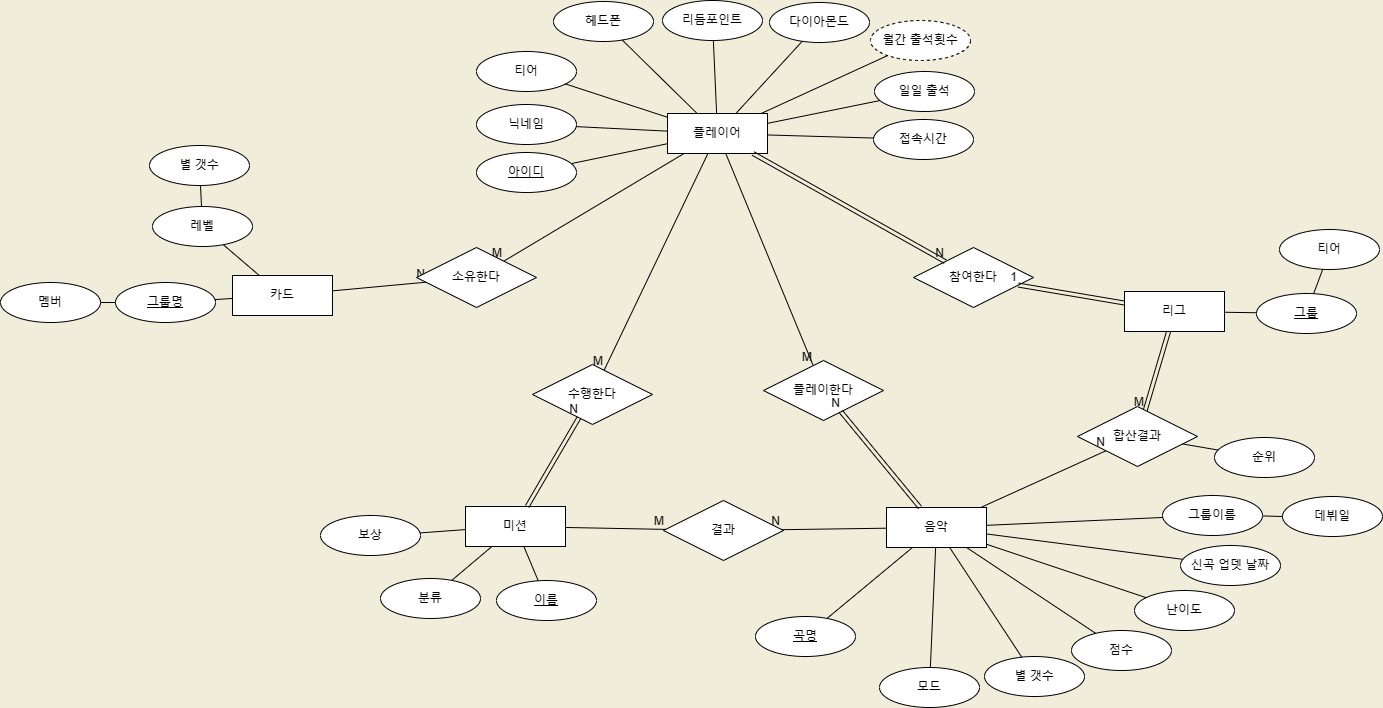 헤드폰
리듬포인트
다이아몬드
월간 출석횟수
티어
일일 출석
닉네임
플레이어
접속시간
아이디
별 갯수
레벨
티어
M
N
N
소유한다
참여한다
1
멤버
그룹명
카드
리그
그룹
M
M
수행한다
플레이한다
N
N
M
합산결과
N
순위
보상
미션
M
결과
N
음악
그룹이름
데뷔일
신곡 업뎃 날짜
분류
이름
난이도
곡명
점수
모드
별 갯수